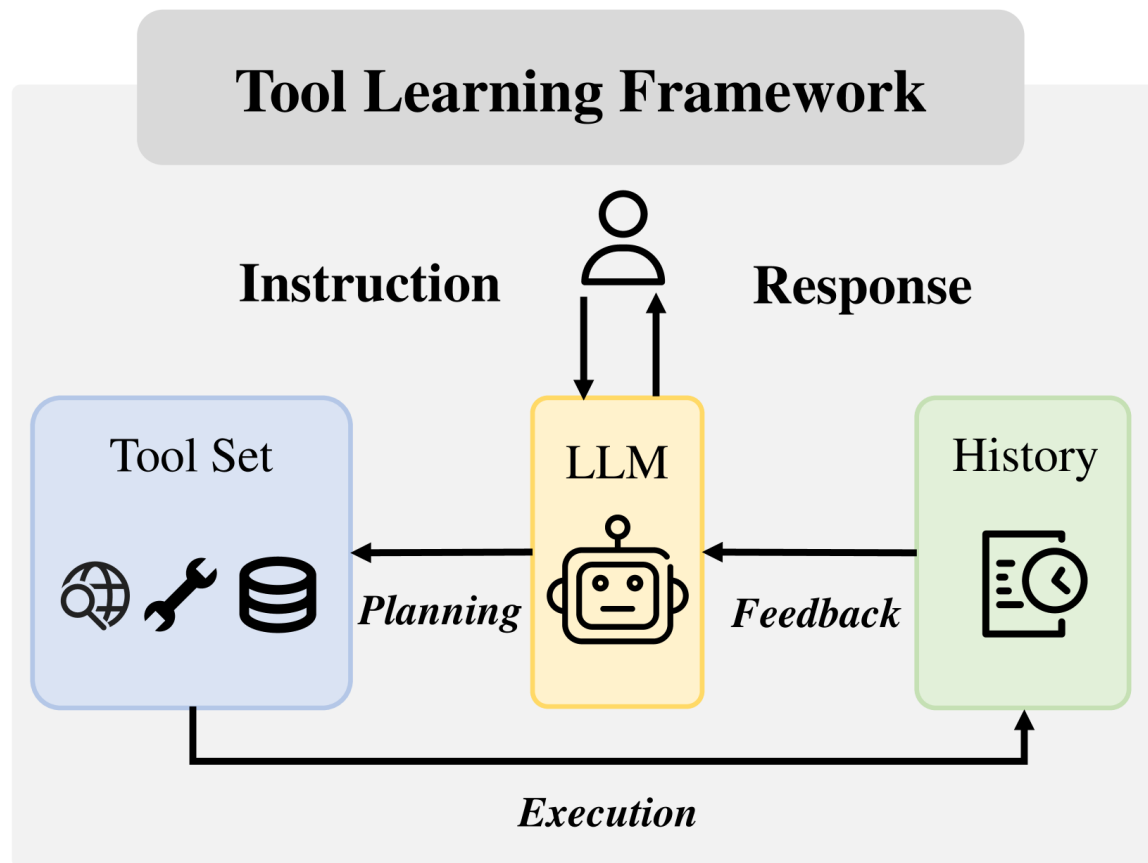 Tool Learning Framework
Instruction
Response
Tool Set
LLM
History
Planning
Feedback
Execution